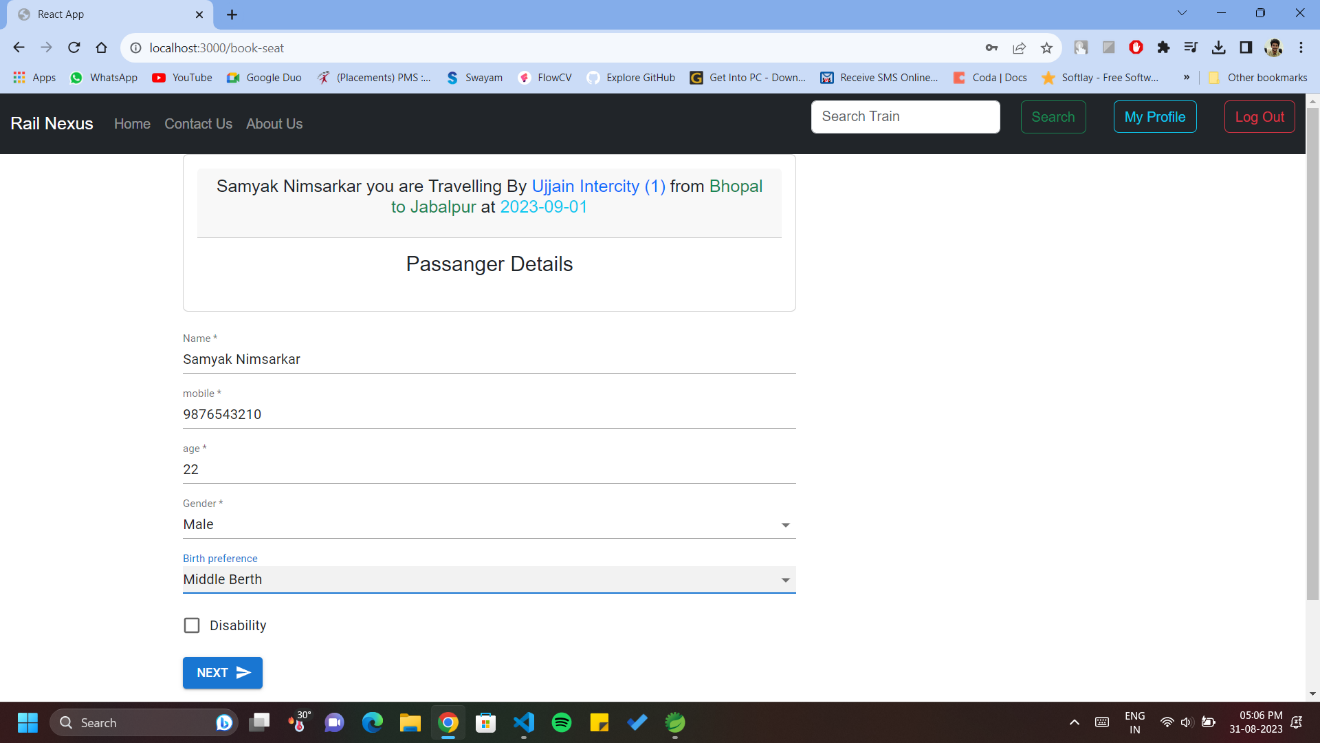 React App
localhost:3000/book-seat
Apps WhatsApp YouTube Google Duo (Placements) PMS :... Swayam FlowCV Explore GitHub Get Into PC - Down... Receive SMS Online... Coda | Docs Softlay - Free Softw... » Other bookmarks
Rail Nexus Home Contact Us About Us Search Train Search My Profile Log Out
Samyak Nimsarkar you are Travelling By Ujjain Intercity (1) from Bhopal
to Jabalpur at 2023-09-01
Passanger Details
Name *
Samyak Nimsarkar
mobile *
9876543210
age *
22
Gender *
Male
Birth preference
Middle Berth
Disability
NEXT
Search 30° ENG 05:06 PM
IN 31-08-2023